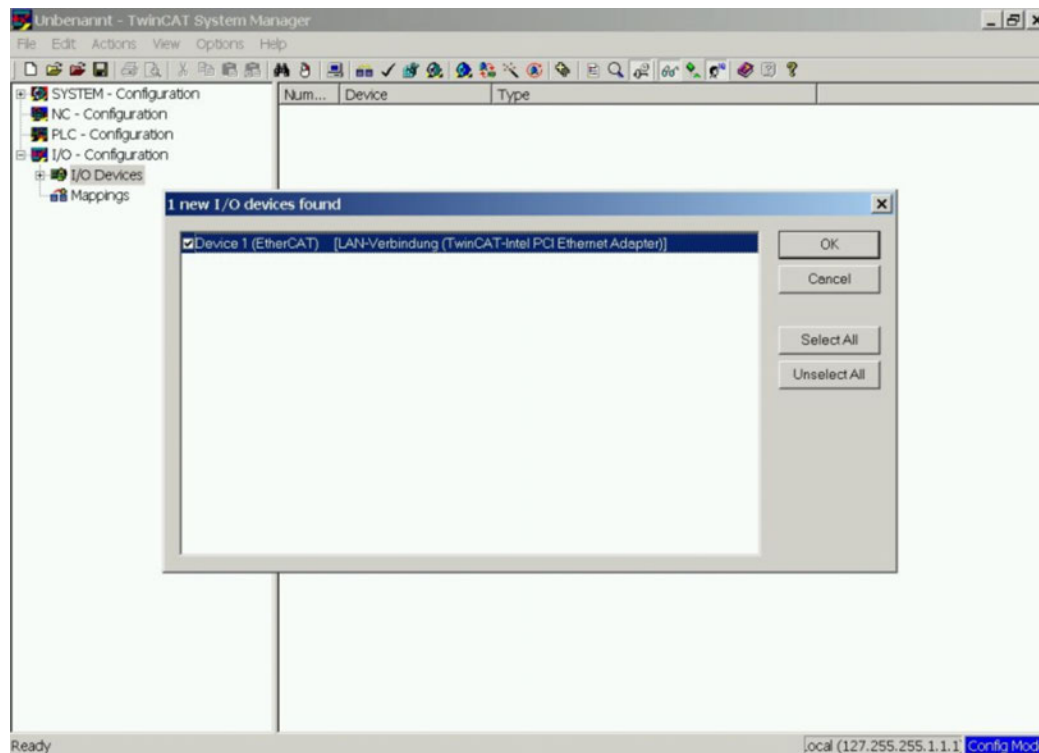 Unbenannt - TwinCAT System Manager
File Edit Actions View Options Help
SYSTEM - Configuration
NC - Configuration
PLC - Configuration
I/O - Configuration
I/O Devices
Mappings
Num... Device Type
1 new I/O devices found
Device 1 (EtherCAT) [LAN-Verbindung (TwinCAT-Intel PCI Ethernet Adapter)]
OK
Cancel
Select All
Unselect All
Ready
ocal (127.255.255.1.1.1) Config Mod